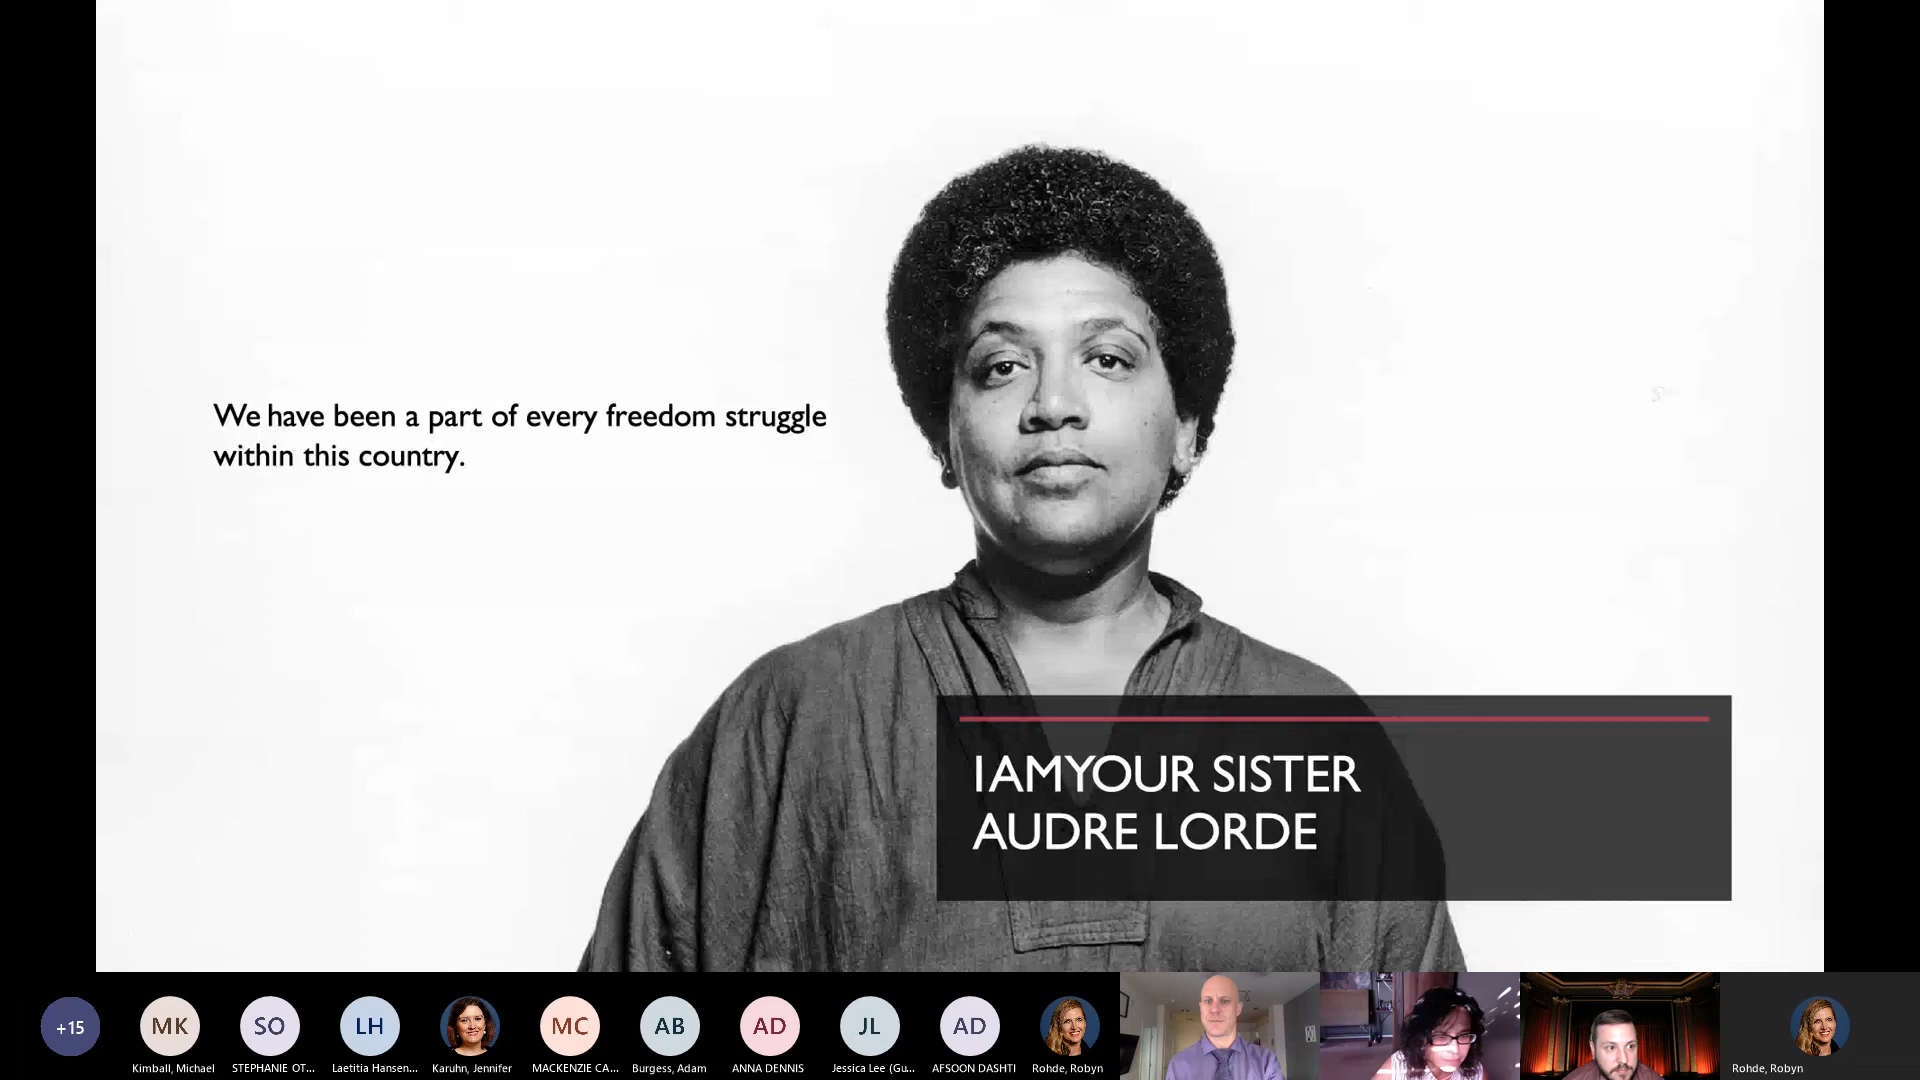 We have been a part of every freedom struggle
within this country.
I AM YOUR SISTER
AUDRE LORDE
+15
MK
SO
LH
MC
AB
AD
JL
AD
Kimball, Michael
STEPHANIE OT...
Laetitia Hansen...
Karuhn, Jennifer
MACKENZIE CA...
Burgess, Adam
ANNA DENNIS
Jessica Lee (Gu...
AFSOON DASHTI
Rohde, Robyn
Rohde, Robyn